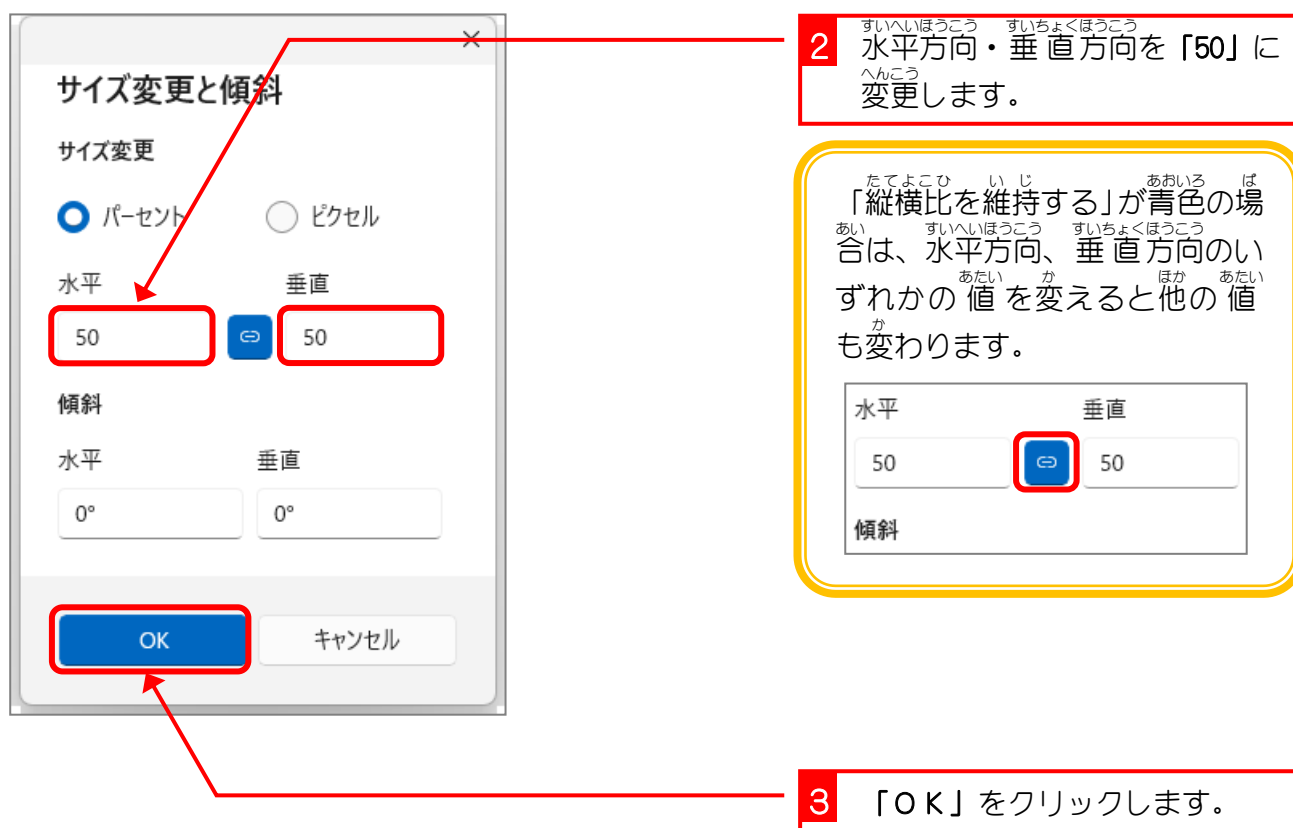 サイズ変更と傾斜
サイズ変更
パーセント ピクセル
水平 垂直
50 50
傾斜
水平 垂直
0° 0°
OK キャンセル
2
すいへいほうこう すいちょくほうこう
水平方向・垂直方向を「50」に
へんこう
変更します。
たてよこひ いじ あおいろ ば
「縦横比を維持する」が青色の場
あい すいへいほうこう すいちょくほうこう
合は、水平方向、垂直方向のい
あたい か ほか あたい
ずれかの値を変えると他の値
か
も変わります。
水平 垂直
50 50
傾斜
3 「OK」をクリックします。